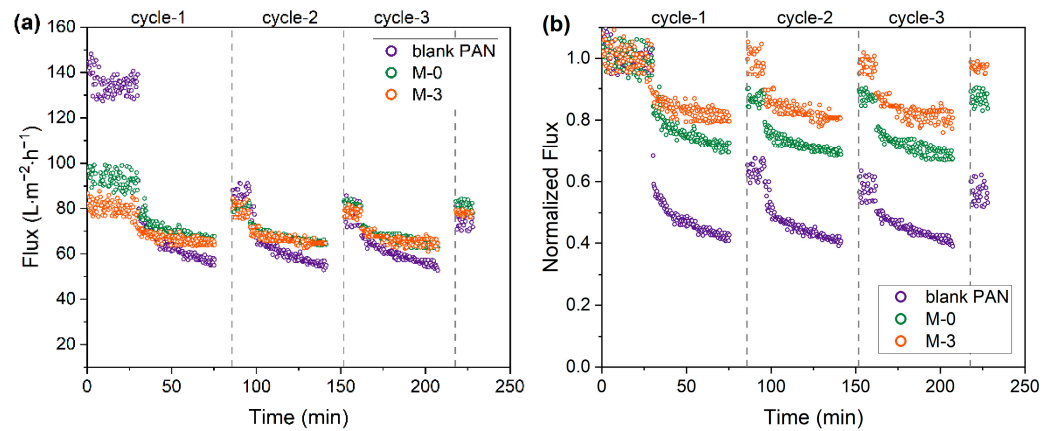 (a)
cycle-1 cycle-2 cycle-3
160
140
120
100
80
60
40
20
Flux (L·m⁻²·h⁻¹)
blank PAN
M-0
M-3
0 50 100 150 200 250
Time (min)
(b)
cycle-1 cycle-2 cycle-3
1.0
0.8
0.6
0.4
0.2
0.0
Normalized Flux
blank PAN
M-0
M-3
0 50 100 150 200 250
Time (min)